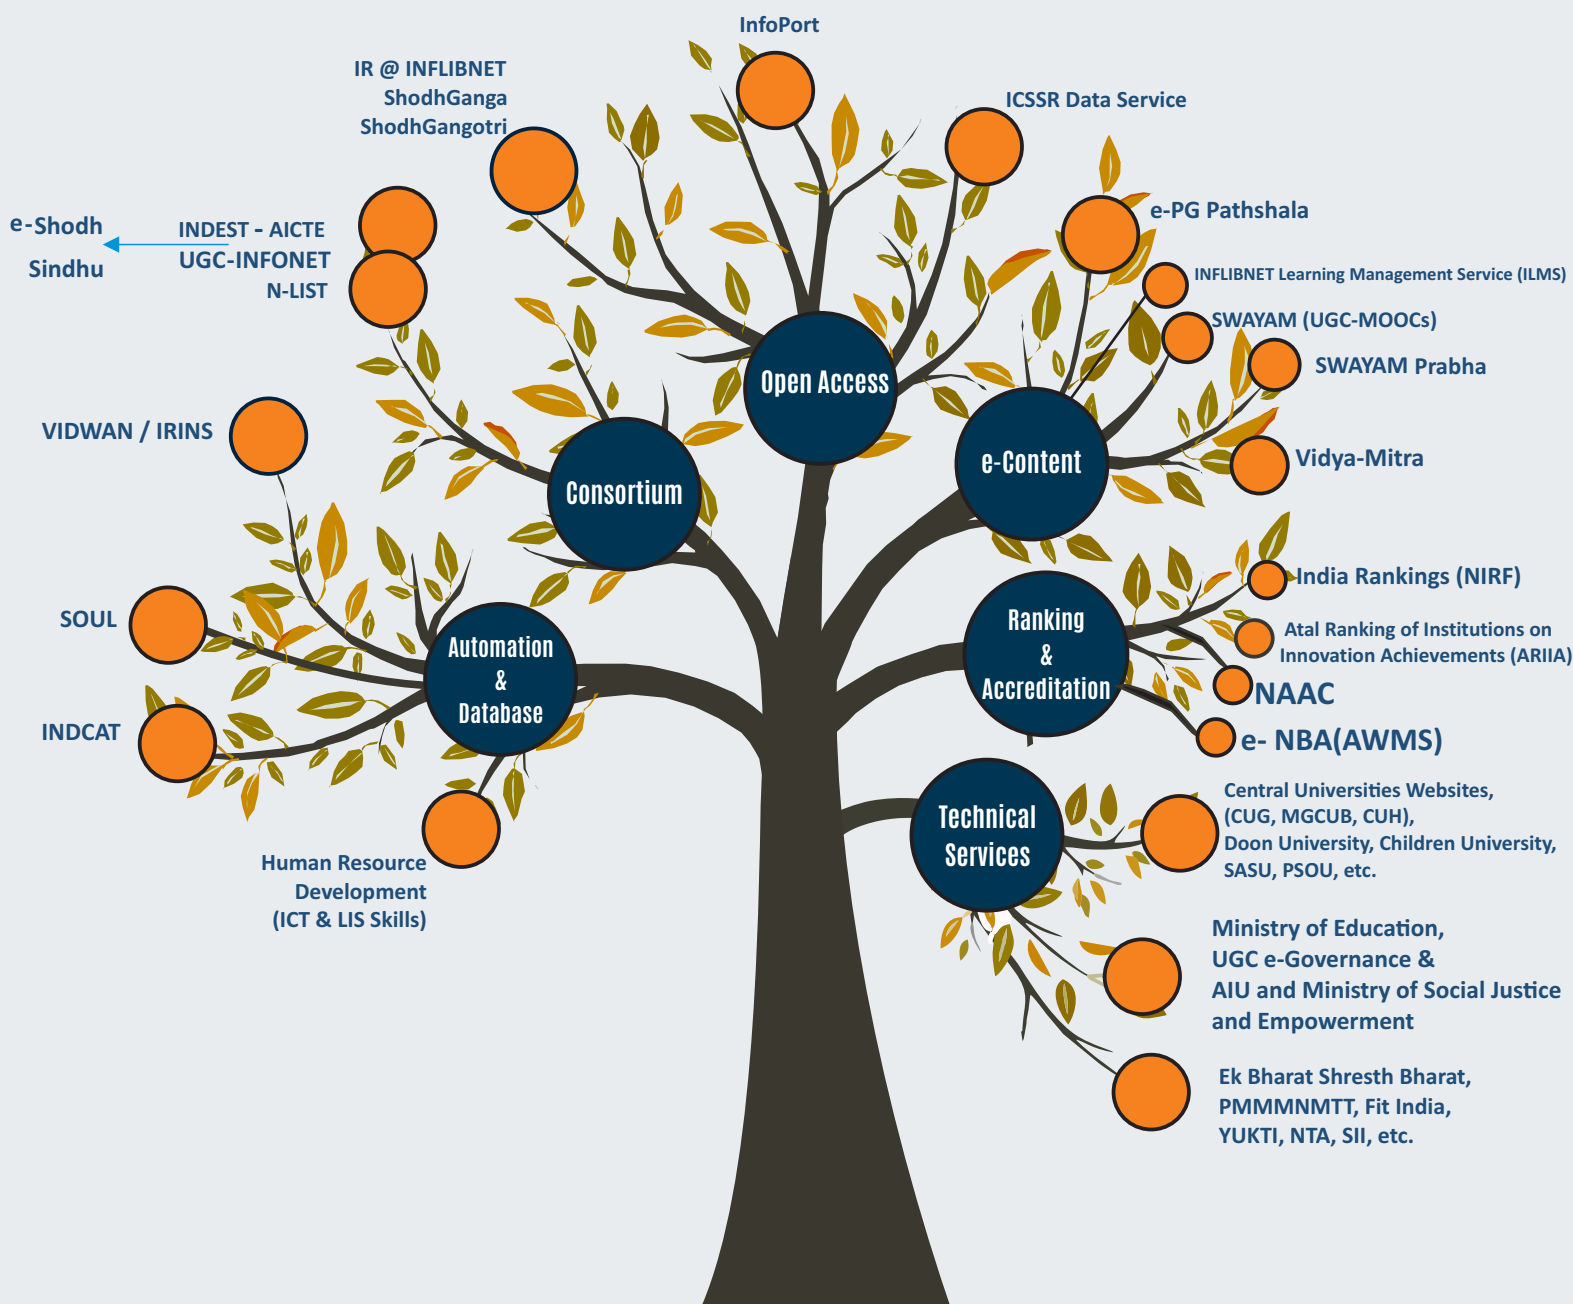 InfoPort
IR @ INFLIBNET
ShodhGanga
ShodhGangotri
ICSSR Data Service
e-Shodh
Sindhu
INDEST - AICTE
UGC-INFONET
N-LIST
e-PG Pathshala
INFLIBNET Learning Management Service (ILMS)
SWAYAM (UGC-MOOCs)
SWAYAM Prabha
Vidya-Mitra
Open Access
e-Content
Consortium
VIDWAN / IRINS
SOUL
INDCAT
Automation
&
Database
Human Resource
Development
(ICT & LIS Skills)
Ranking
&
Accreditation
India Rankings (NIRF)
Atal Ranking of Institutions on
Innovation Achievements (ARIIA)
NAAC
e- NBA(AWMS)
Technical
Services
Central Universities Websites,
(CUG, MGCUB, CUH),
Doon University, Children University,
SASU, PSOU, etc.
Ministry of Education,
UGC e-Governance &
AIU and Ministry of Social Justice
and Empowerment
Ek Bharat Shresth Bharat,
PMMMNMTT, Fit India,
YUKTI, NTA, SII, etc.